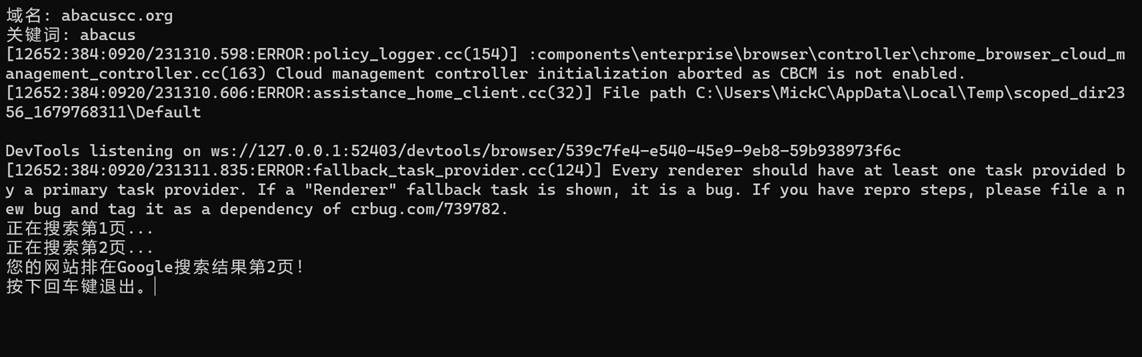 域名: abacuscc.org
关键词: abacus
[12652:384:0920/231310.598:ERROR:policy_logger.cc(154)] :components\enterprise\browser\controller\chrome_browser_cloud_m
anagement_controller.cc(163) Cloud management controller initialization aborted as CBCM is not enabled.
[12652:384:0920/231310.606:ERROR:assistance_home_client.cc(32)] File path C:\Users\MickC\AppData\Local\Temp\scoped_dir23
56_1679768311\Default
DevTools listening on ws://127.0.0.1:52403/devtools/browser/539c7fe4-e540-45e9-9eb8-59b938973f6c
[12652:384:0920/231311.835:ERROR:fallback_task_provider.cc(124)] Every renderer should have at least one task provided b
y a primary task provider. If a "Renderer" fallback task is shown, it is a bug. If you have repro steps, please file a n
ew bug and tag it as a dependency of crbug.com/739782.
正在搜索第1页...
正在搜索第2页...
您的网站排在Google搜索结果第2页!
按下回车键退出。